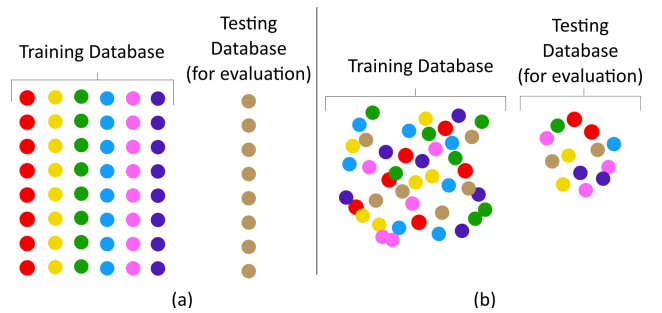 Training Database
Testing
Database
(for evaluation)
(a)
Training Database
Testing
Database
(for evaluation)
(b)